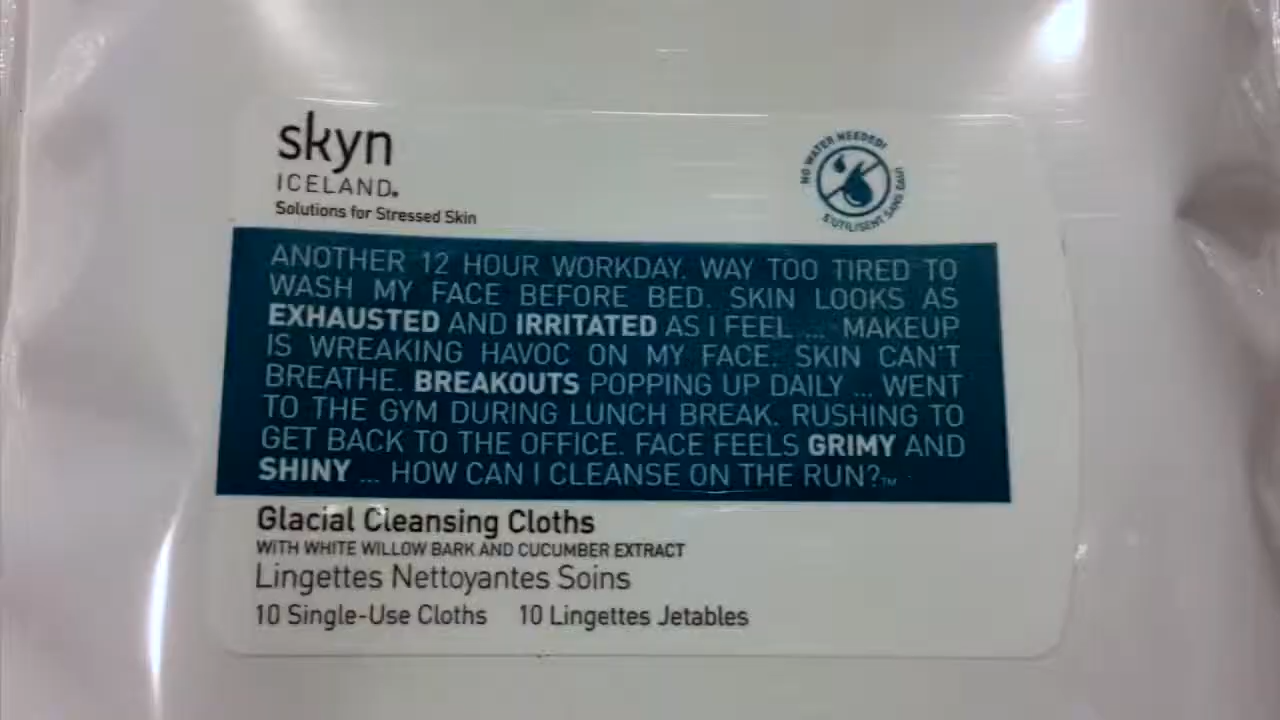 skyn
ICELAND®
Solutions for Stressed Skin
NO WATER NEEDED!
S'UTILISENT SANS EAU!
ANOTHER 12 HOUR WORKDAY. WAY TOO TIRED TO
WASH MY FACE BEFORE BED. SKIN LOOKS AS
EXHAUSTED AND IRRITATED AS I FEEL ... MAKEUP
IS WREAKING HAVOC ON MY FACE. SKIN CAN'T
BREATHE. BREAKOUTS POPPING UP DAILY ... WENT
TO THE GYM DURING LUNCH BREAK. RUSHING TO
GET BACK TO THE OFFICE. FACE FEELS GRIMY AND
SHINY ... HOW CAN I CLEANSE ON THE RUN?™
Glacial Cleansing Cloths
WITH WHITE WILLOW BARK AND CUCUMBER EXTRACT
Lingettes Nettoyantes Soins
10 Single-Use Cloths 10 Lingettes Jetables